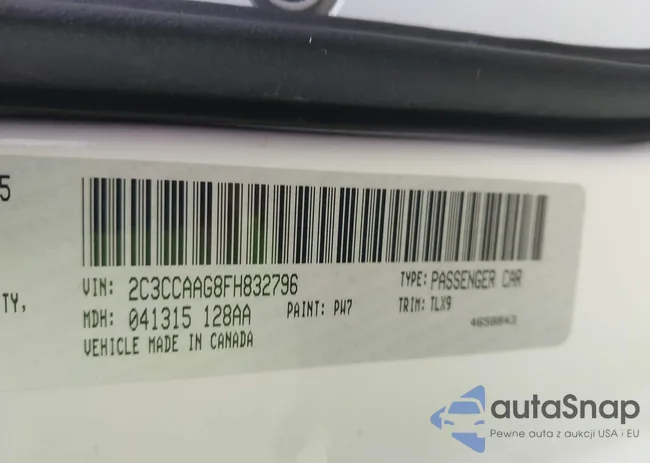 5
TY,
VIN: 2C3CCAAG8FH832796
TYPE: PASSENGER CAR
MDH: 041315 128AA
PAINT: PW7
TRIM: TLX9
VEHICLE MADE IN CANADA
4658843
autaSnap
Pewne auta z aukcji USA i EU